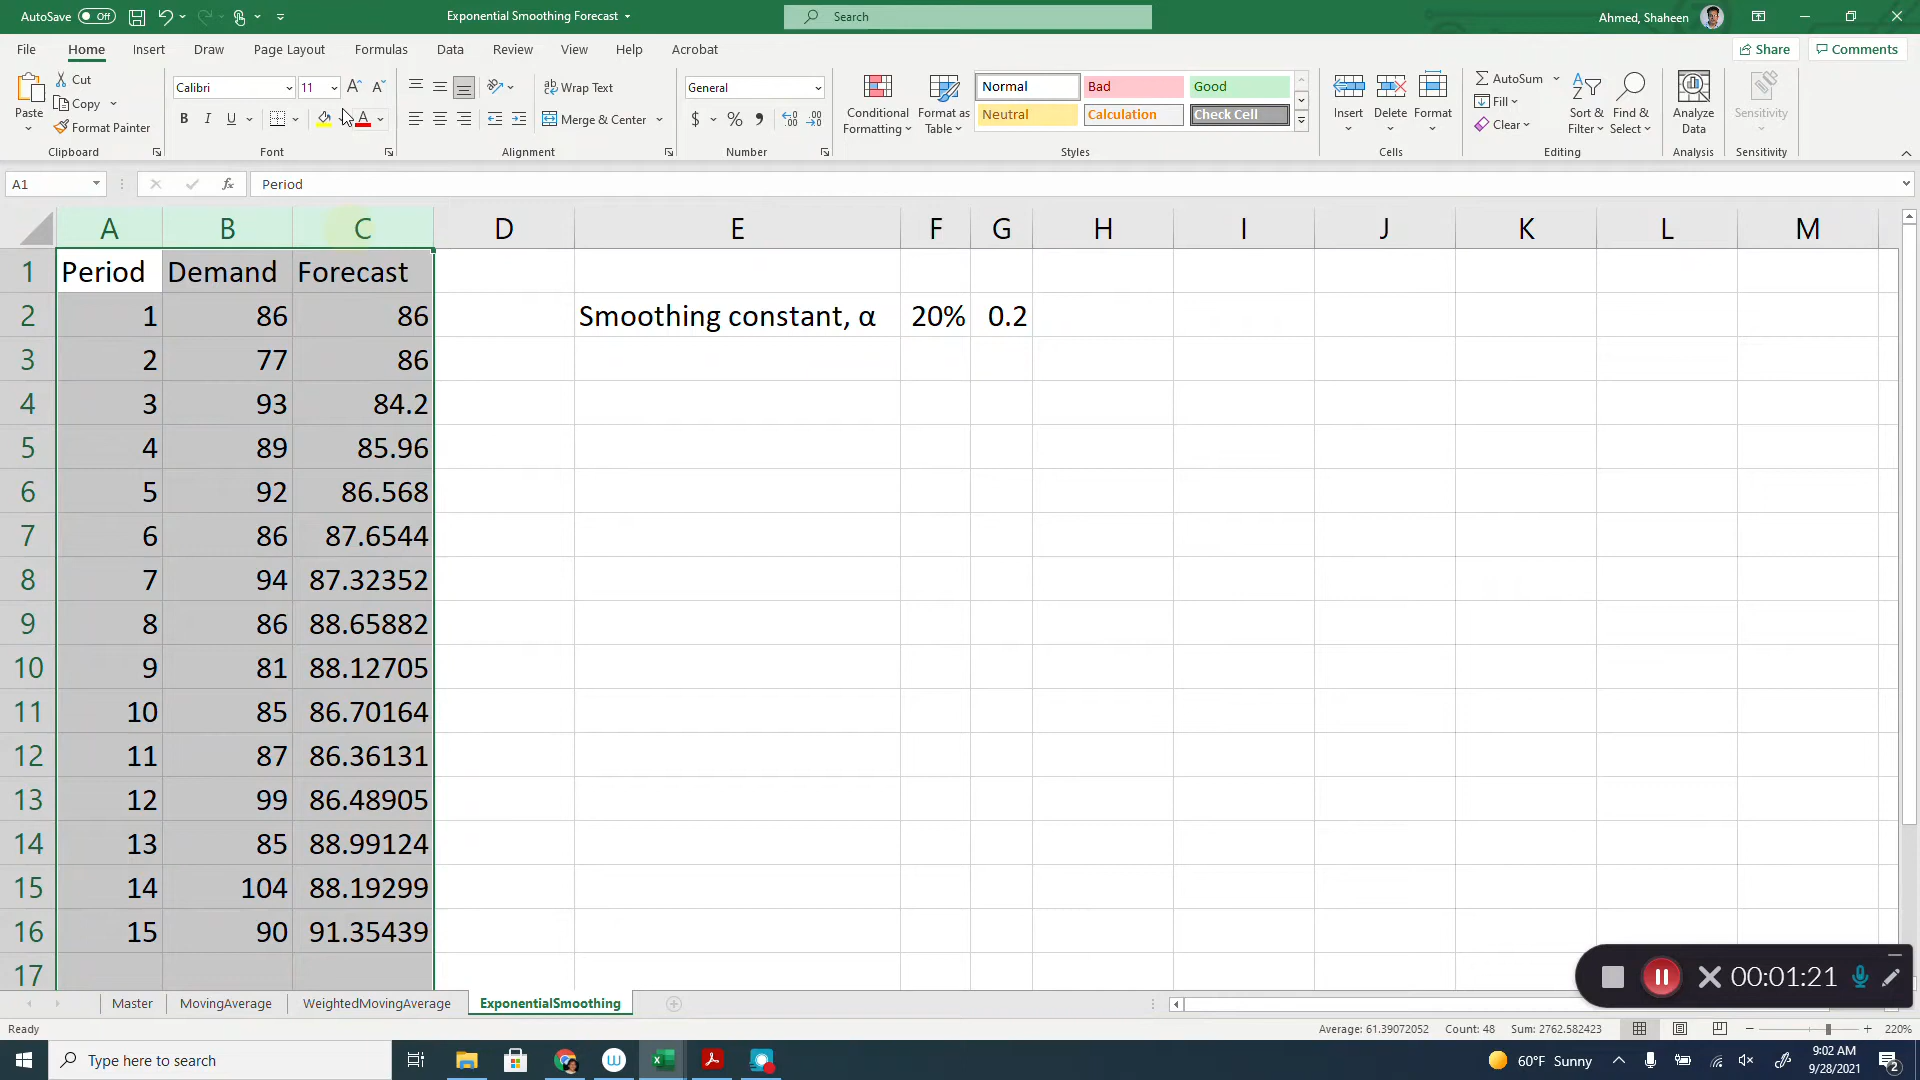 AutoSave Off Exponential Smoothing Forecast Search Ahmed, Shaheen
File Home Insert Draw Page Layout Formulas Data Review View Help Acrobat Share Comments
Paste Cut Copy Format Painter Clipboard
Calibri 11 B I U A Font
Wrap Text Merge & Center Alignment
General $ % Number
Conditional Formatting Format as Table Normal Bad Good Neutral Calculation Check Cell Styles
Insert Delete Format Cells
AutoSum Fill Clear Sort & Filter Find & Select Editing
Analyze Data Analysis Sensitivity Sensitivity
A1 fx Period
A B C D E F G H I J K L M
1 Period Demand Forecast
2 1 86 86 Smoothing constant, α 20% 0.2
3 2 77 86
4 3 93 84.2
5 4 89 85.96
6 5 92 86.568
7 6 86 87.6544
8 7 94 87.32352
9 8 86 88.65882
10 9 81 88.12705
11 10 85 86.70164
12 11 87 86.36131
13 12 99 86.48905
14 13 85 88.99124
15 14 104 88.19299
16 15 90 91.35439
17
00:01:21
Master MovingAverage WeightedMovingAverage ExponentialSmoothing
Ready Average: 61.39072052 Count: 48 Sum: 2762.582423 220%
Type here to search 60°F Sunny 9:02 AM
9/28/2021 2